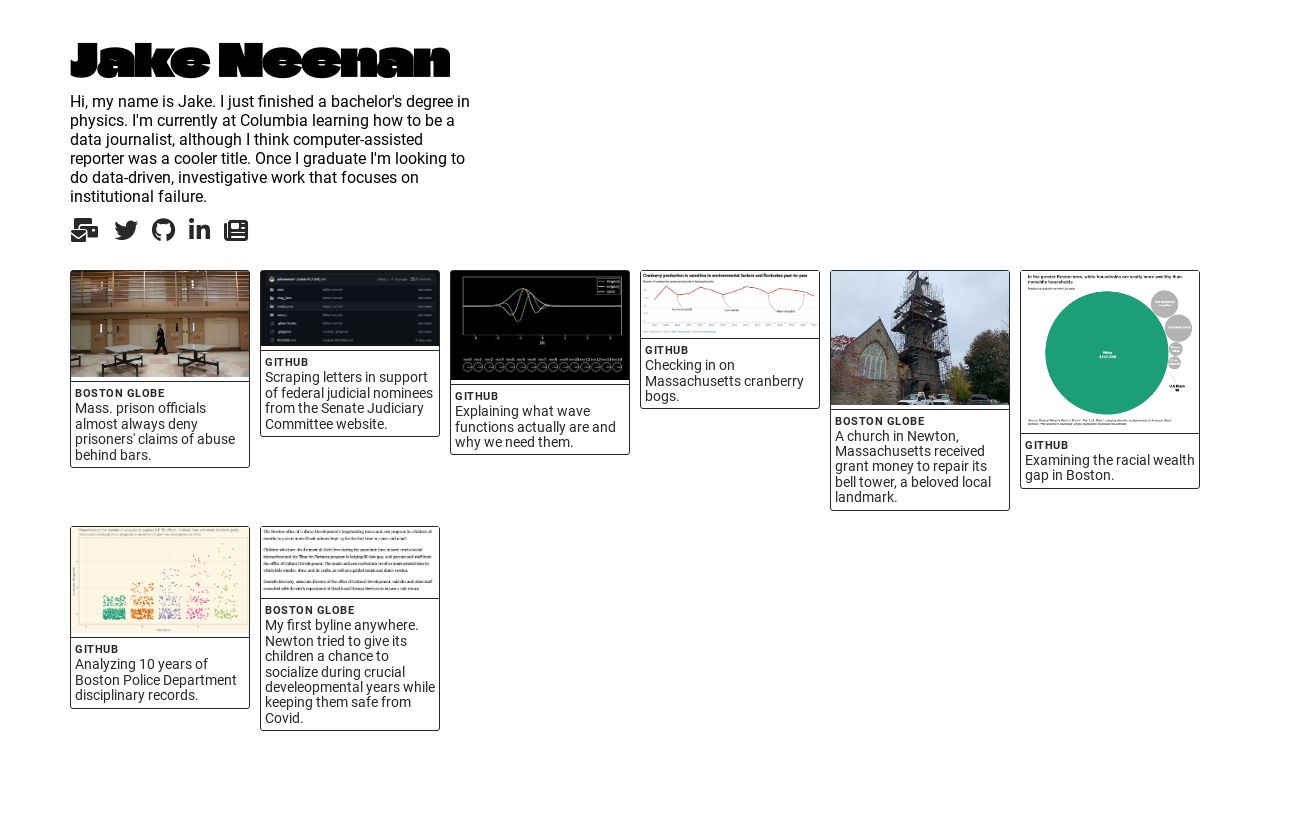 Jake Neenan
Hi, my name is Jake. I just finished a bachelor's degree in
physics. I'm currently at Columbia learning how to be a
data journalist, although I think computer-assisted
reporter was a cooler title. Once I graduate I'm looking to
do data-driven, investigative work that focuses on
institutional failure.
BOSTON GLOBE
Mass. prison officials
almost always deny
prisoners' claims of abuse
behind bars.
GITHUB
Scraping letters in support
of federal judicial nominees
from the Senate Judiciary
Committee website.
GITHUB
Explaining what wave
functions actually are and
why we need them.
Cranberry production is sensitive to environmental factors and fluctuates year-to-year
GITHUB
Checking in on
Massachusetts cranberry
bogs.
BOSTON GLOBE
A church in Newton,
Massachusetts received
grant money to repair its
bell tower, a beloved local
landmark.
In the greater Boston area, white households are vastly more wealthy than
nonwhite households
GITHUB
Examining the racial wealth
gap in Boston.
GITHUB
Analyzing 10 years of
Boston Police Department
disciplinary records.
BOSTON GLOBE
My first byline anywhere.
Newton tried to give its
children a chance to
socialize during crucial
develeopmental years while
keeping them safe from
Covid.